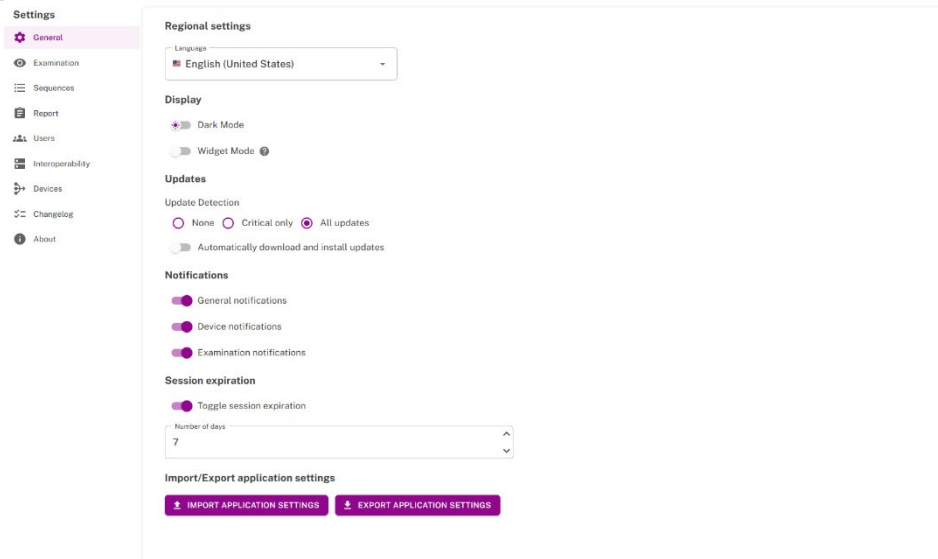 Settings
General
Examination
Sequences
Report
Users
Interoperability
Devices
Changelog
About
Regional settings
Language
English (United States)
Display
Dark Mode
Widget Mode
Updates
Update Detection
None Critical only All updates
Automatically download and install updates
Notifications
General notifications
Device notifications
Examination notifications
Session expiration
Toggle session expiration
Number of days
7
Import/Export application settings
IMPORT APPLICATION SETTINGS EXPORT APPLICATION SETTINGS